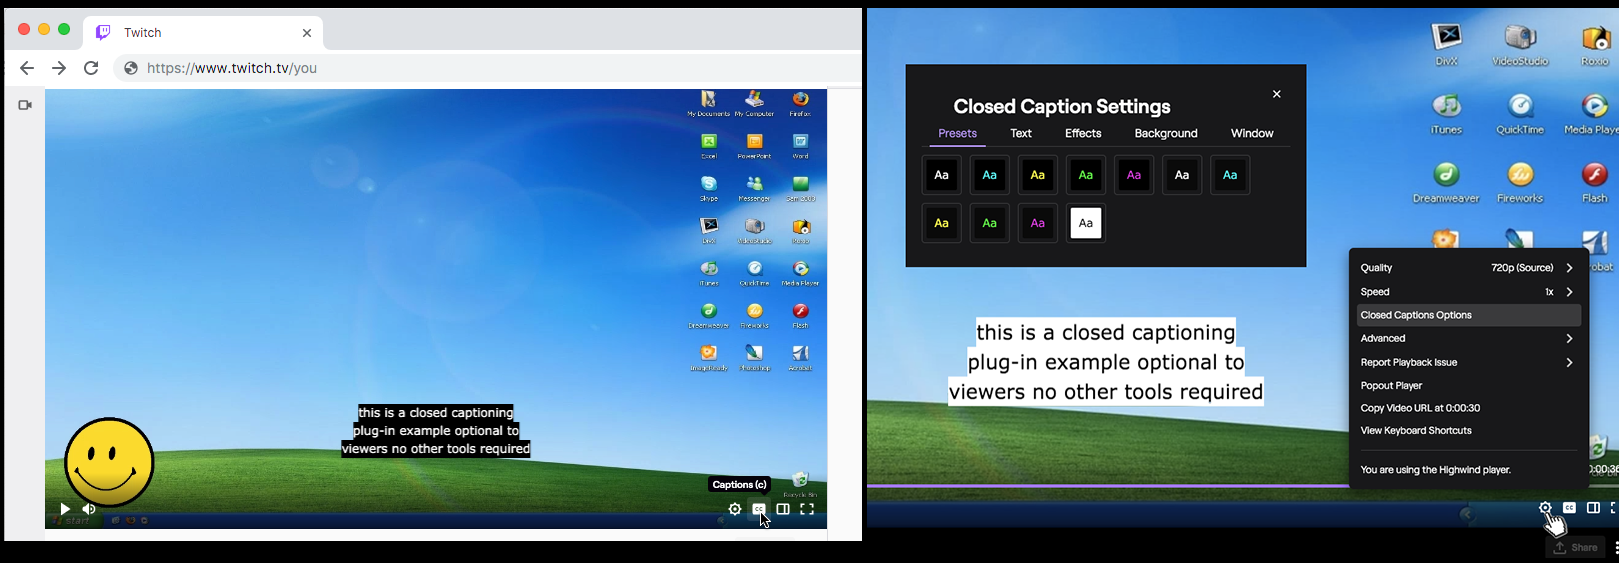 Twitch
https://www.twitch.tv/you
My Documents My Computer Firefox
Excel PowerPoint Word
Skype Messenger
DivX VideoStudio Roxio
iTunes QuickTime Media Player
Dreamweaver Fireworks Flash
ImageReady Photoshop Acrobat
this is a closed captioning
plug-in example optional to
viewers no other tools required
Captions (c)
Recycle Bin
start
DivX VideoStudio Roxio
iTunes QuickTime Media Playe
Dreamweaver Fireworks Flash
obat
Closed Caption Settings
Presets Text Effects Background Window
Aa Aa Aa Aa Aa Aa Aa
Aa Aa Aa Aa
this is a closed captioning
plug-in example optional to
viewers no other tools required
Quality 720p (Source)
Speed 1x
Closed Captions Options
Advanced
Report Playback Issue
Popout Player
Copy Video URL at 0:00:30
View Keyboard Shortcuts
You are using the Highwind player.
0:00:36
Share